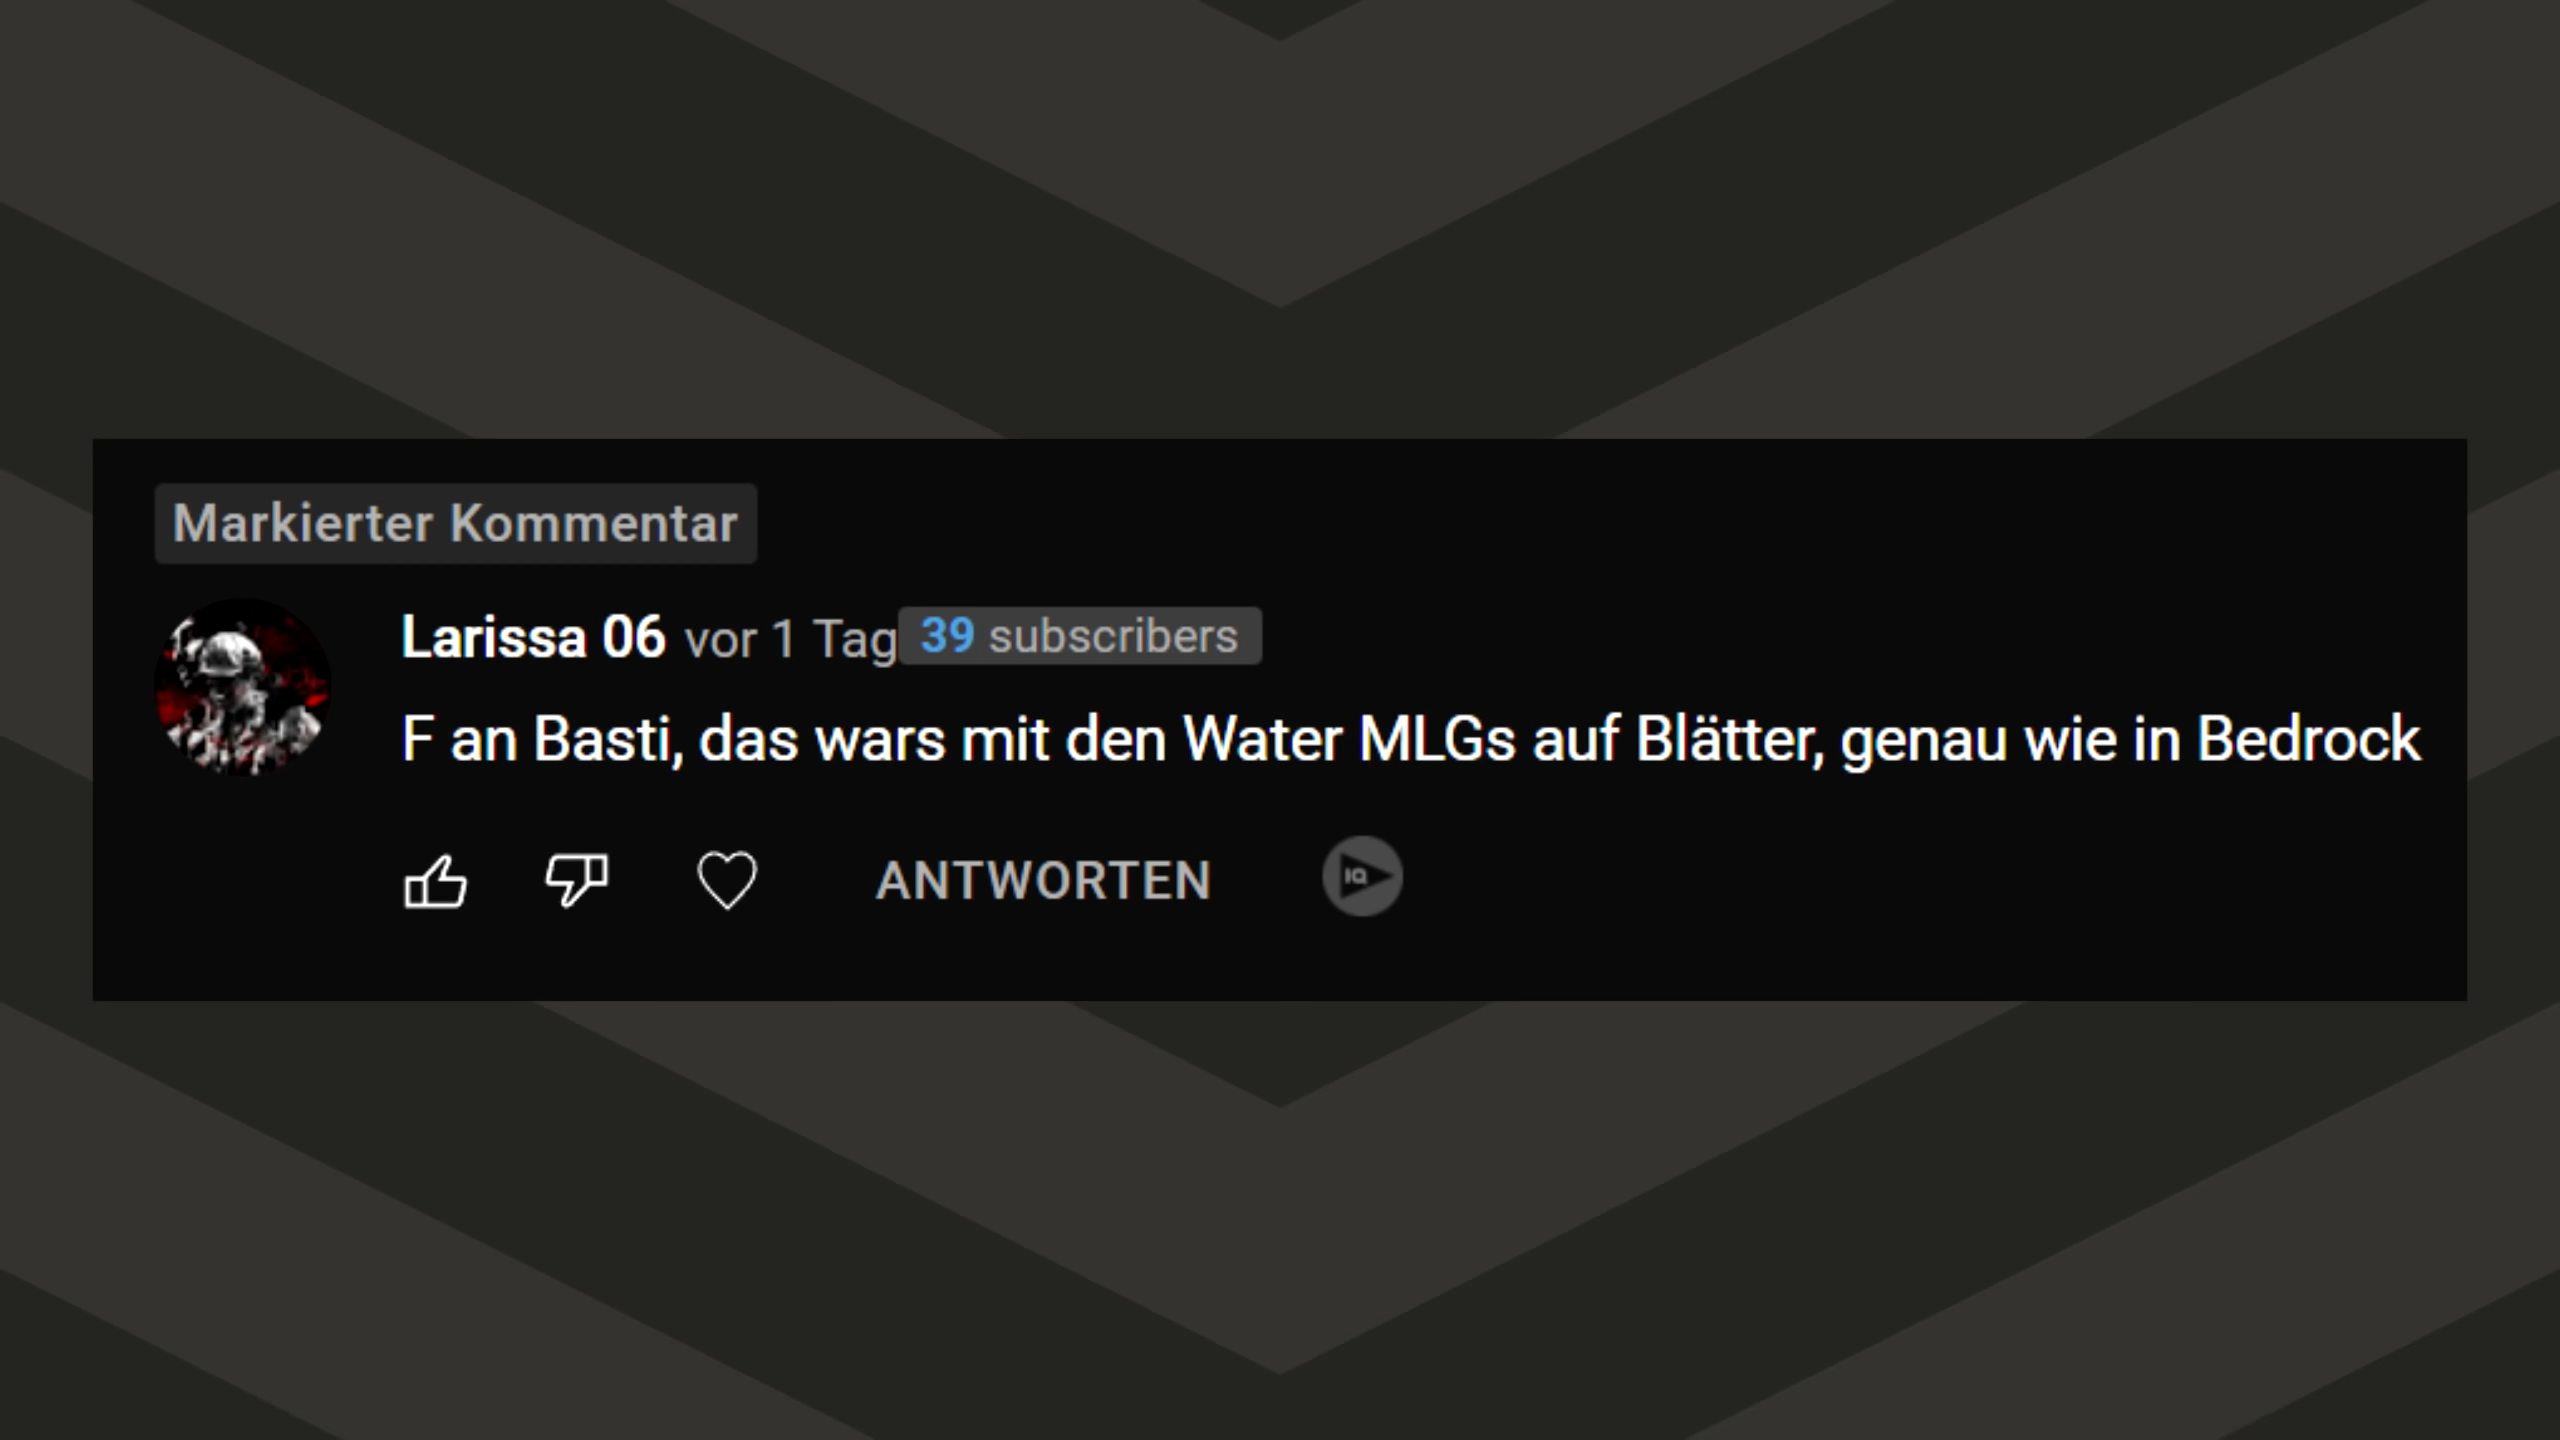 Markierter Kommentar
Larissa 06 vor 1 Tag 39 subscribers
F an Basti, das wars mit den Water MLGs auf Blätter, genau wie in Bedrock
ANTWORTEN IQ